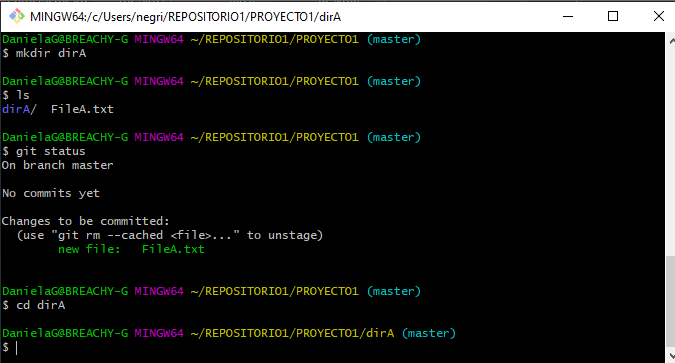 MINGW64:/c/Users/negri/REPOSITORIO1/PROYECTO1/dirA
DanielaG@BREACHY-G MINGW64 ~/REPOSITORIO1/PROYECTO1 (master)
$ mkdir dirA
DanielaG@BREACHY-G MINGW64 ~/REPOSITORIO1/PROYECTO1 (master)
$ ls
dirA/  FileA.txt
DanielaG@BREACHY-G MINGW64 ~/REPOSITORIO1/PROYECTO1 (master)
$ git status
On branch master
No commits yet
Changes to be committed:
  (use "git rm --cached <file>..." to unstage)
        new file:   FileA.txt
DanielaG@BREACHY-G MINGW64 ~/REPOSITORIO1/PROYECTO1 (master)
$ cd dirA
DanielaG@BREACHY-G MINGW64 ~/REPOSITORIO1/PROYECTO1/dirA (master)
$